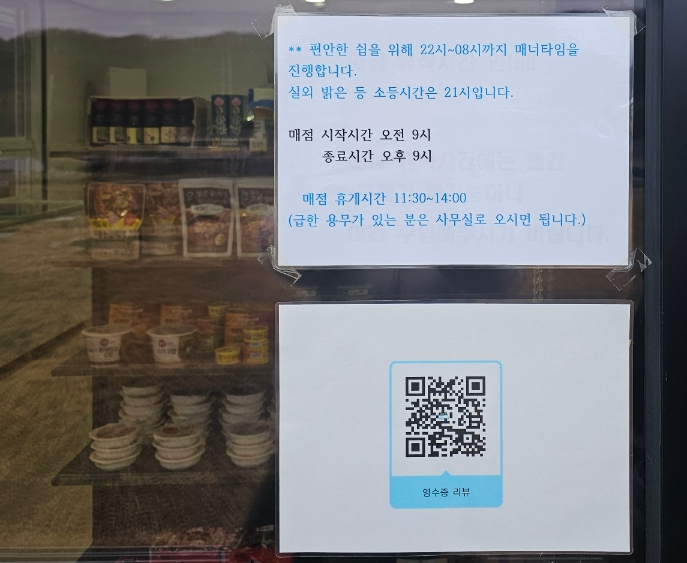 ** 편안한 쉼을 위해 22시~08시까지 매너타임을
진행합니다.
실외 밝은 등 소등시간은 21시입니다.
매점 시작시간 오전 9시
종료시간 오후 9시
매점 휴게시간 11:30~14:00
(급한 용무가 있는 분은 사무실로 오시면 됩니다.)
영수증 리뷰